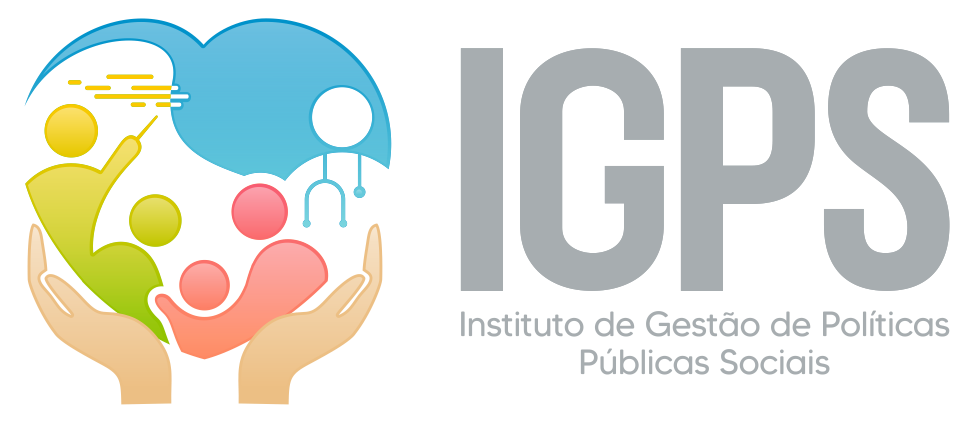 IGPS
Instituto de Gestão de Políticas
Públicas Sociais